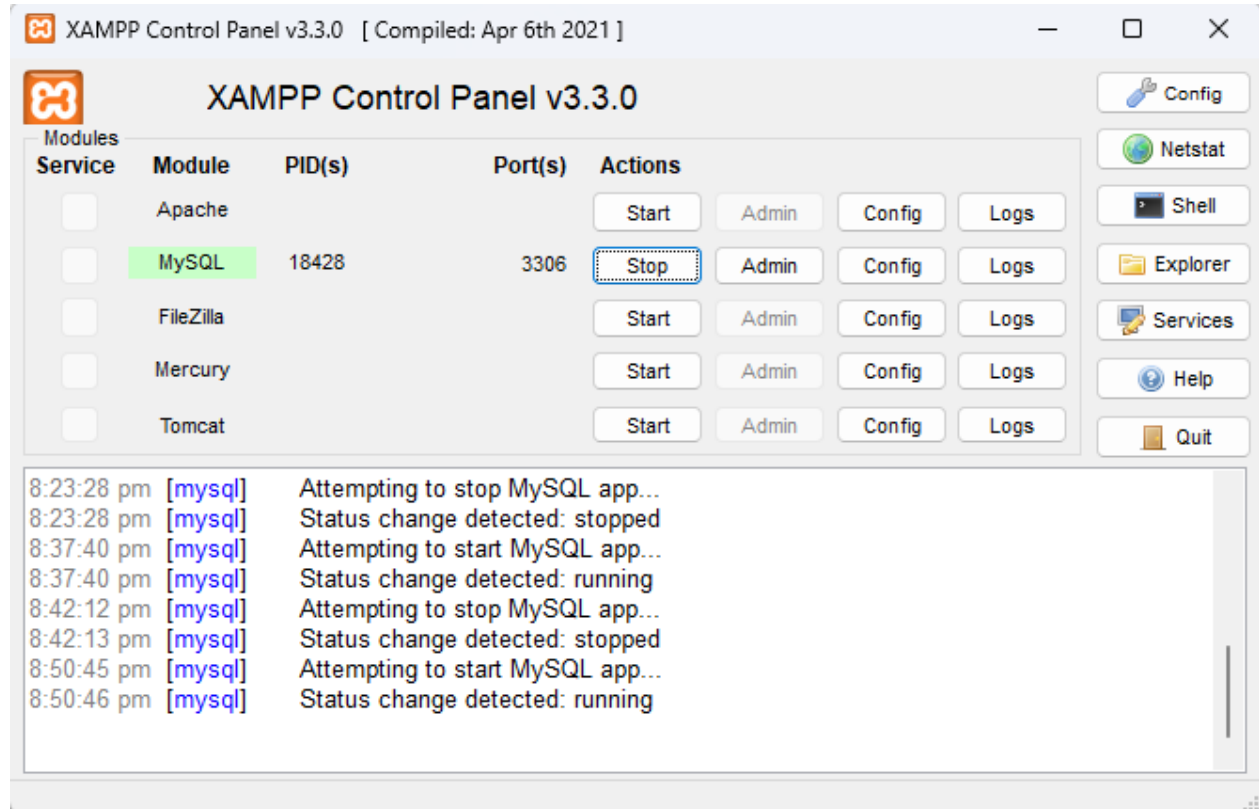 XAMPP Control Panel v3.3.0 [ Compiled: Apr 6th 2021 ]
XAMPP Control Panel v3.3.0
Config
Modules
Service Module PID(s) Port(s) Actions
Netstat
Apache Start Admin Config Logs
Shell
MySQL 18428 3306 Stop Admin Config Logs
Explorer
FileZilla Start Admin Config Logs
Services
Mercury Start Admin Config Logs
Help
Tomcat Start Admin Config Logs
Quit
8:23:28 pm [mysql] Attempting to stop MySQL app...
8:23:28 pm [mysql] Status change detected: stopped
8:37:40 pm [mysql] Attempting to start MySQL app...
8:37:40 pm [mysql] Status change detected: running
8:42:12 pm [mysql] Attempting to stop MySQL app...
8:42:13 pm [mysql] Status change detected: stopped
8:50:45 pm [mysql] Attempting to start MySQL app...
8:50:46 pm [mysql] Status change detected: running